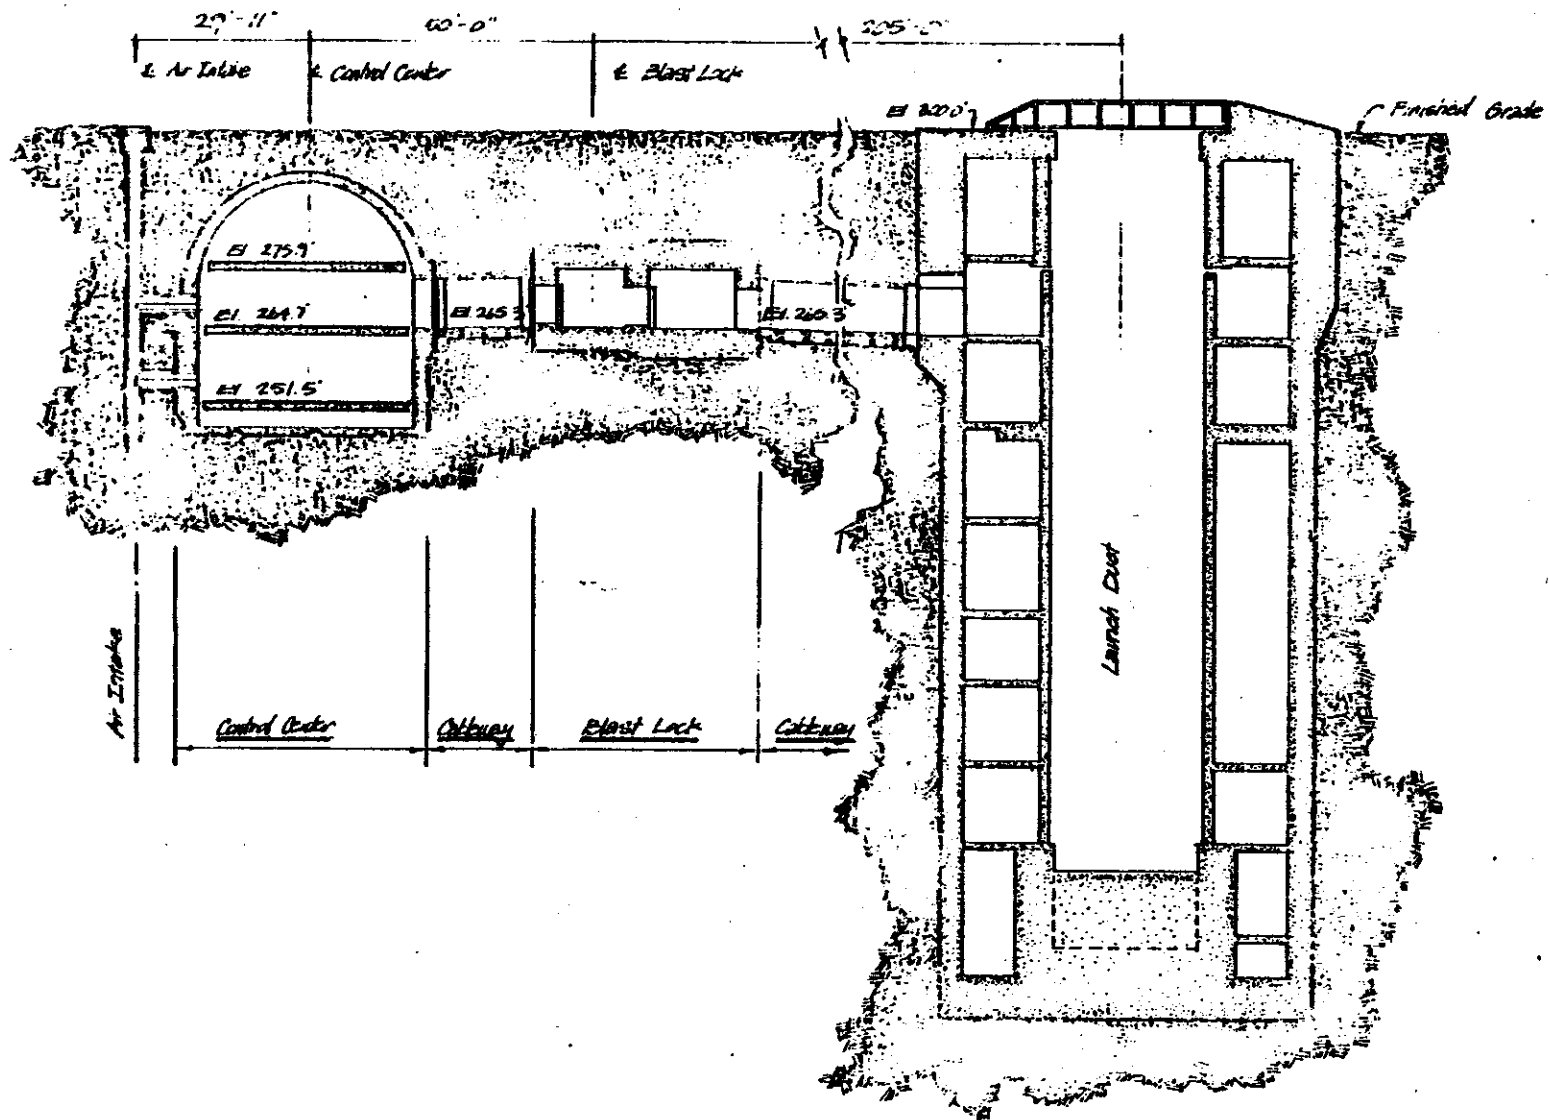 29'-11"
60'-0"
205'-0"
℄ Air Intake
℄ Control Center
℄ Blast Lock
El 300.0'
Finished Grade
El 275.9'
El. 264.7'
El 265.3'
El. 265.3'
El 251.5'
Launch Duct
Air Intake
Control Center
Cableway
Blast Lock
Cableway